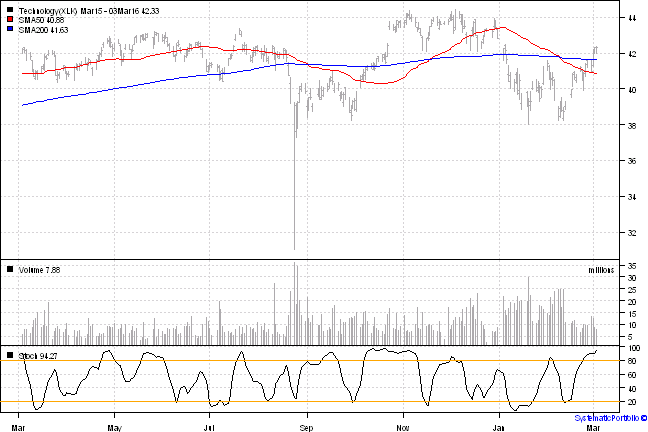 Technology(XLK) Mar15 - 03Mar16 42.33
SMA50 40.88
SMA200 41.63
44
42
40
38
36
34
32
Volume 7.88
millions
35
30
25
20
15
10
5
Stoch 94.27
100
80
60
40
20
Mar
May
Jul
Sep
Nov
Jan
Mar
SystematicPortfolio ©